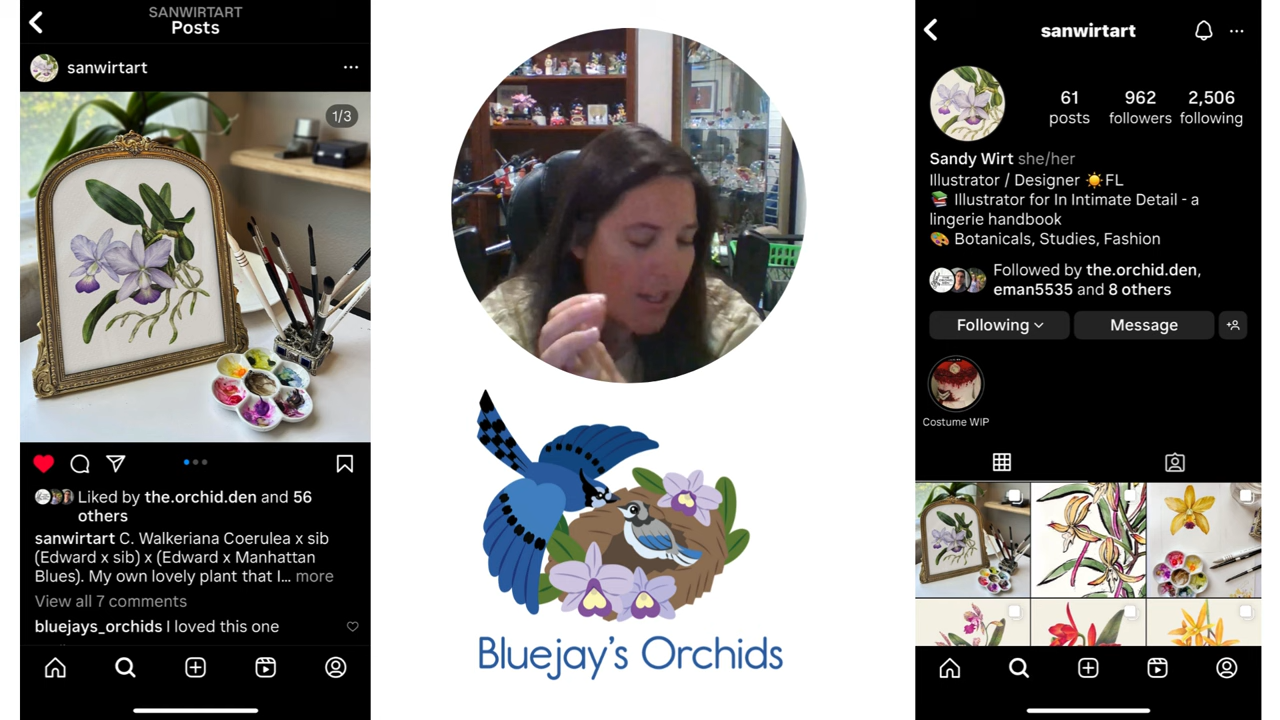 SANWIRTART
Posts
sanwirtart
1/3
Liked by the.orchid.den and 56
others
sanwirtart C. Walkeriana Coerulea x sib
(Edward x sib) x (Edward x Manhattan
Blues). My own lovely plant that I... more
View all 7 comments
bluejays_orchids I loved this one
Bluejay's Orchids
sanwirtart
61
posts
962
followers
2,506
following
Sandy Wirt she/her
Illustrator / Designer ☀️FL
📚 Illustrator for In Intimate Detail - a
lingerie handbook
🎨 Botanicals, Studies, Fashion
Followed by the.orchid.den,
eman5535 and 8 others
Following
Message
Costume WIP